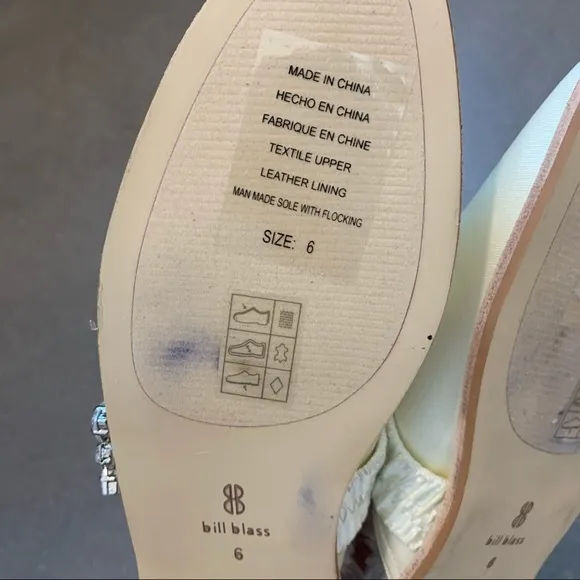 MADE IN CHINA
HECHO EN CHINA
FABRIQUE EN CHINE
TEXTILE UPPER
LEATHER LINING
MAN MADE SOLE WITH FLOCKING
SIZE: 6
bill blass
6
bill blass
6